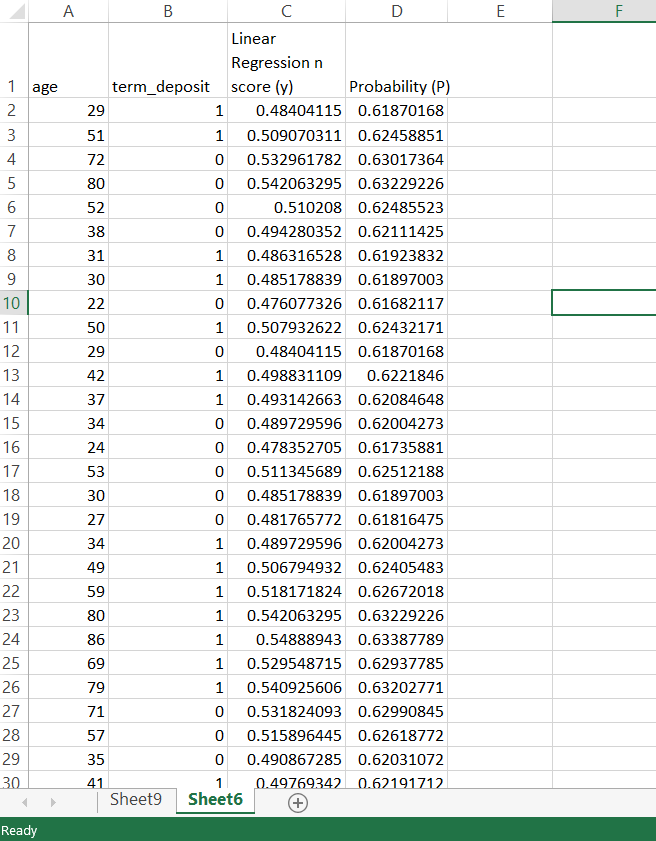 A B C D E F
Linear
Regression n
1 age term_deposit score (y) Probability (P)
2 29 1 0.48404115 0.61870168
3 51 1 0.509070311 0.62458851
4 72 0 0.532961782 0.63017364
5 80 0 0.542063295 0.63229226
6 52 0 0.510208 0.62485523
7 38 0 0.494280352 0.62111425
8 31 1 0.486316528 0.61923832
9 30 1 0.485178839 0.61897003
10 22 0 0.476077326 0.61682117
11 50 1 0.507932622 0.62432171
12 29 0 0.48404115 0.61870168
13 42 1 0.498831109 0.6221846
14 37 1 0.493142663 0.62084648
15 34 0 0.489729596 0.62004273
16 24 0 0.478352705 0.61735881
17 53 0 0.511345689 0.62512188
18 30 0 0.485178839 0.61897003
19 27 0 0.481765772 0.61816475
20 34 1 0.489729596 0.62004273
21 49 1 0.506794932 0.62405483
22 59 1 0.518171824 0.62672018
23 80 1 0.542063295 0.63229226
24 86 1 0.54888943 0.63387789
25 69 1 0.529548715 0.62937785
26 79 1 0.540925606 0.63202771
27 71 0 0.531824093 0.62990845
28 57 0 0.515896445 0.62618772
29 35 0 0.490867285 0.62031072
30 41 1 0.49769342 0.62191712
Sheet9 Sheet6
Ready